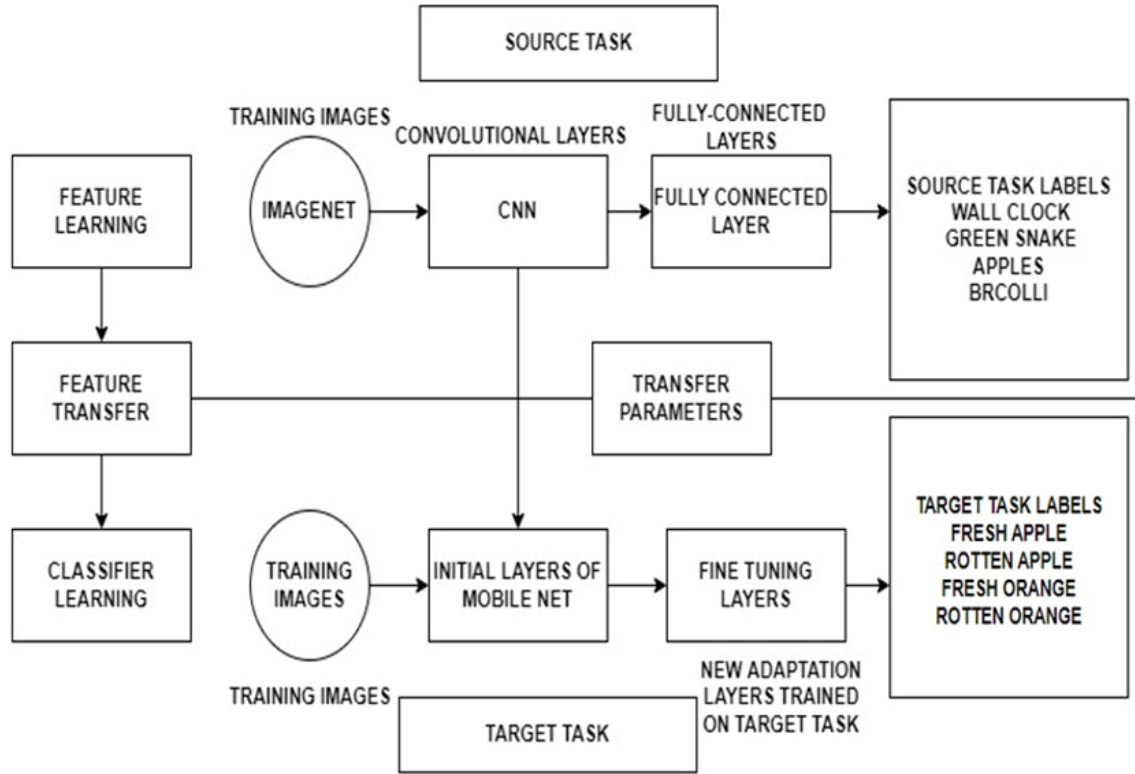 SOURCE TASK
TRAINING IMAGES
CONVOLUTIONAL LAYERS
FULLY-CONNECTED
LAYERS
FEATURE
LEARNING
IMAGENET
CNN
FULLY CONNECTED
LAYER
SOURCE TASK LABELS
WALL CLOCK
GREEN SNAKE
APPLES
BRCOLLI
FEATURE
TRANSFER
TRANSFER
PARAMETERS
CLASSIFIER
LEARNING
TRAINING
IMAGES
INITIAL LAYERS OF
MOBILE NET
FINE TUNING
LAYERS
TARGET TASK LABELS
FRESH APPLE
ROTTEN APPLE
FRESH ORANGE
ROTTEN ORANGE
TRAINING IMAGES
TARGET TASK
NEW ADAPTATION
LAYERS TRAINED
ON TARGET TASK